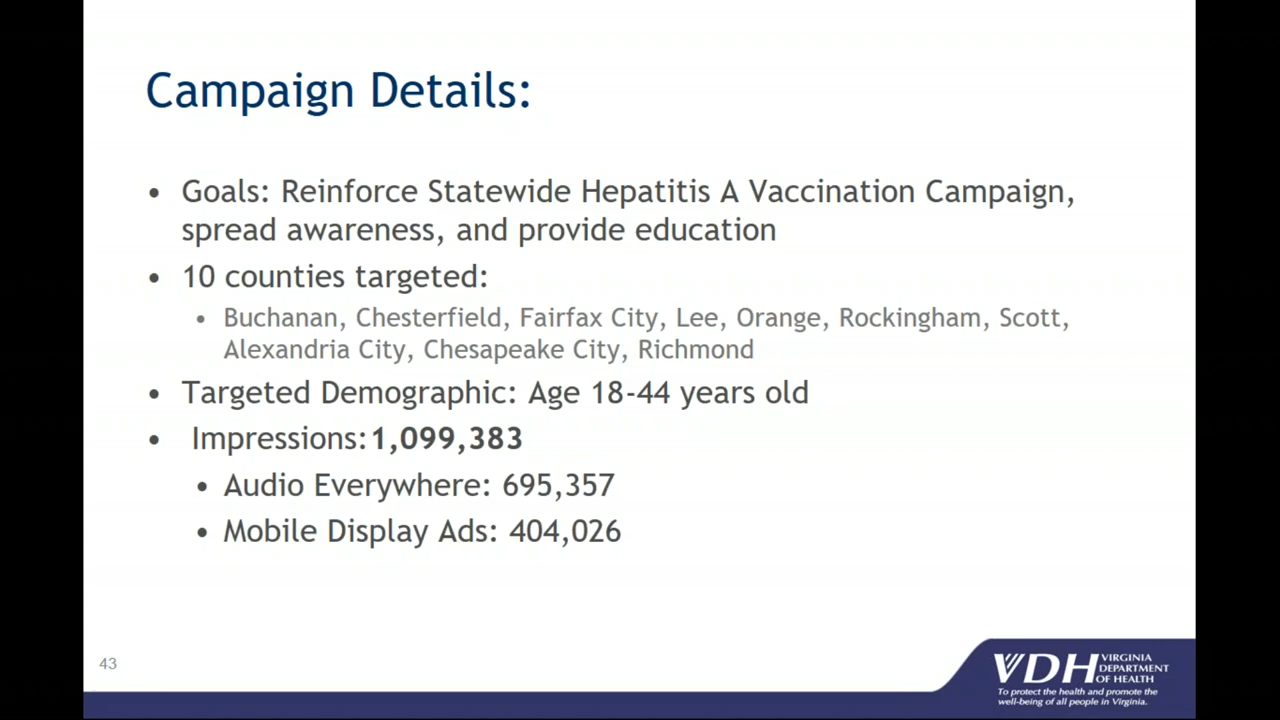 Campaign Details:
• Goals: Reinforce Statewide Hepatitis A Vaccination Campaign,
spread awareness, and provide education
• 10 counties targeted:
• Buchanan, Chesterfield, Fairfax City, Lee, Orange, Rockingham, Scott,
Alexandria City, Chesapeake City, Richmond
• Targeted Demographic: Age 18-44 years old
• Impressions: 1,099,383
• Audio Everywhere: 695,357
• Mobile Display Ads: 404,026
43
VDH VIRGINIA
DEPARTMENT
OF HEALTH
To protect the health and promote the
well-being of all people in Virginia.